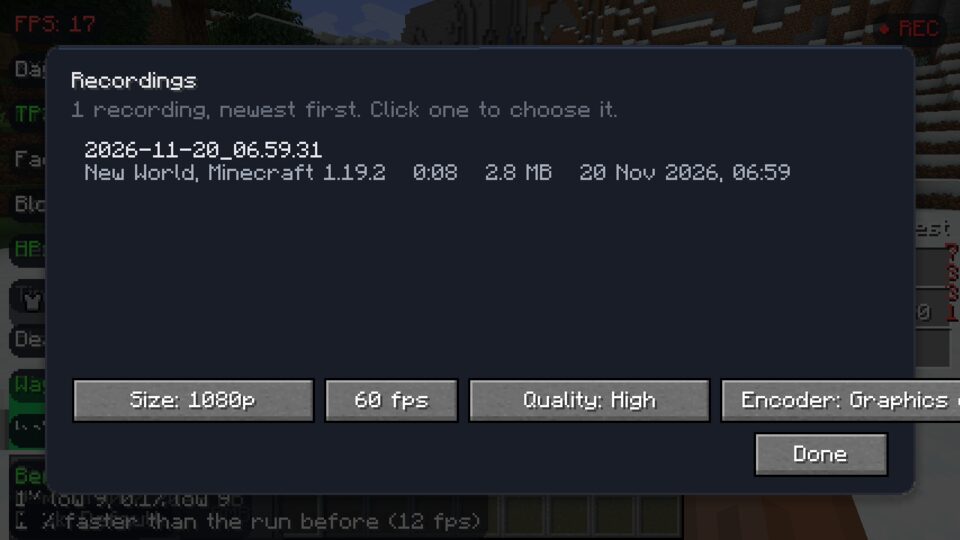 FPS: 17
REC
Recordings
1 recording, newest first. Click one to choose it.
2026-11-20_06.59.31
New World, Minecraft 1.19.2 0:08 2.8 MB 20 Nov 2026, 06:59
Size: 1080p
60 fps
Quality: High
Encoder: Graphics
Done
faster than the run before (12 fps)